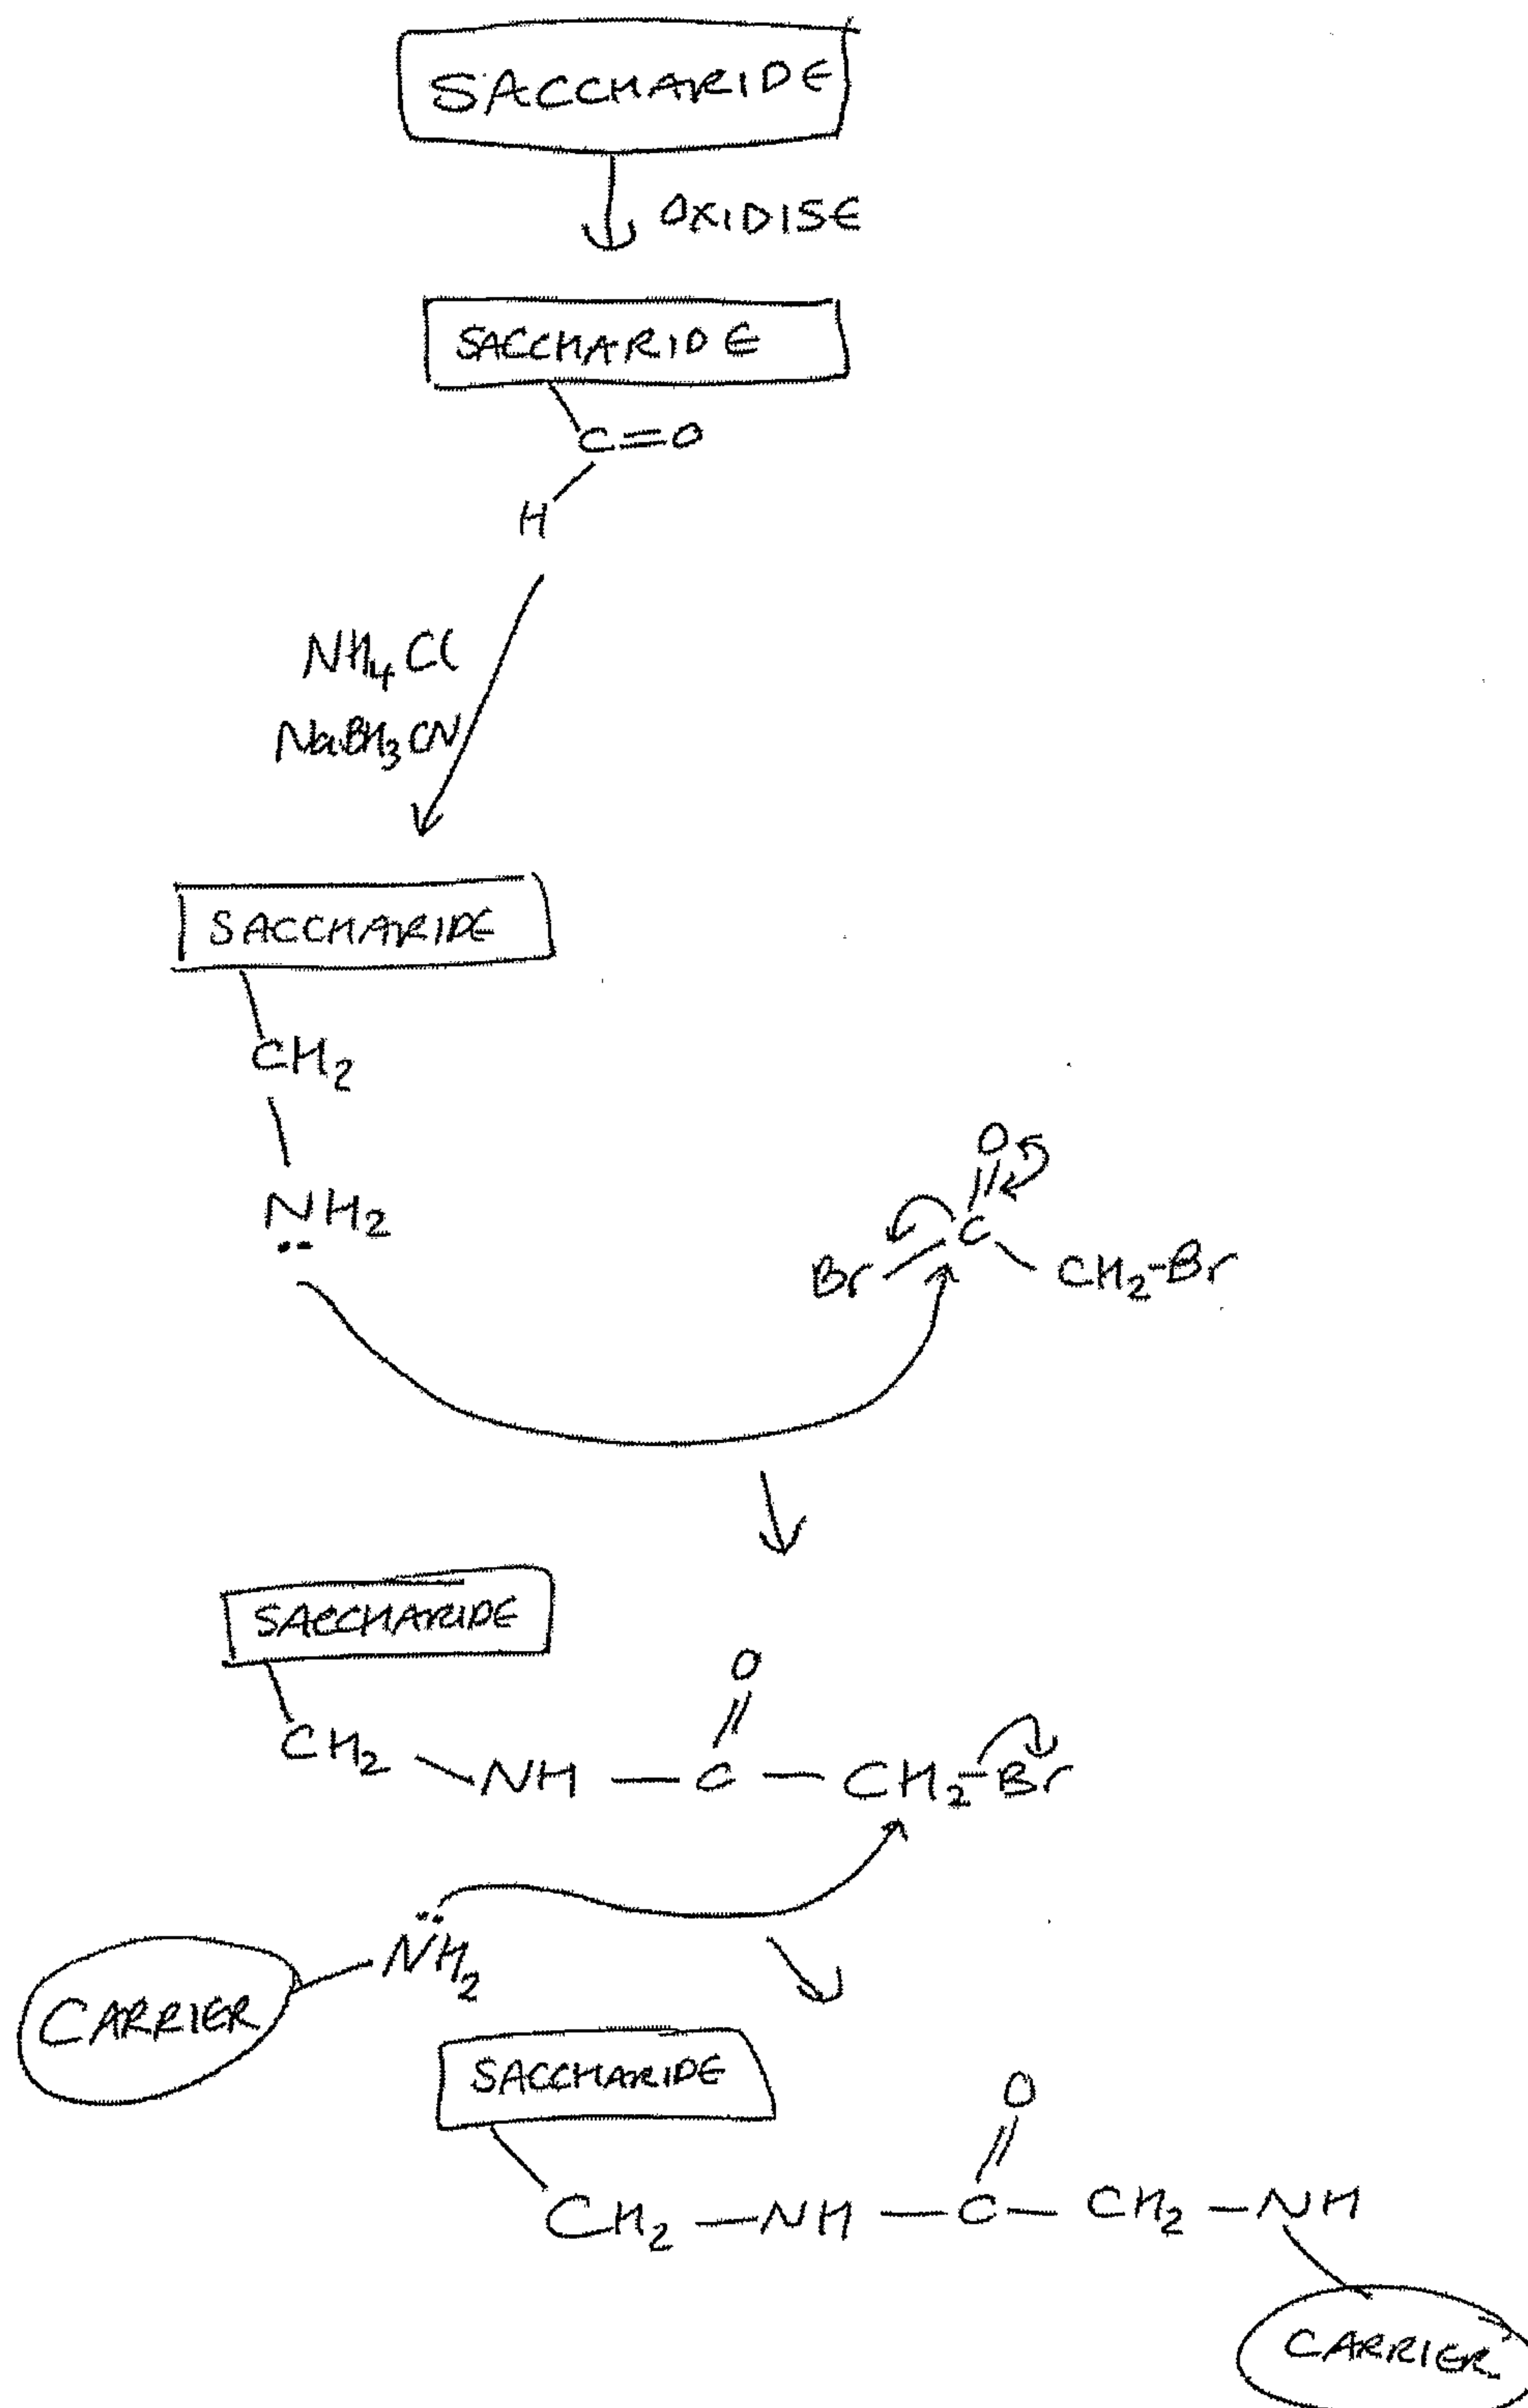 SACCHARIDE
OXIDISE
SACCHARIDE
C=O
H
NH4Cl
NaBH3CN
SACCHARIDE
CH2
NH2
O
Br C CH2-Br
SACCHARIDE
O
CH2 - NH - C - CH2-Br
CARRIER - NH2
SACCHARIDE
O
CH2 - NH - C - CH2 - NH
CARRIER